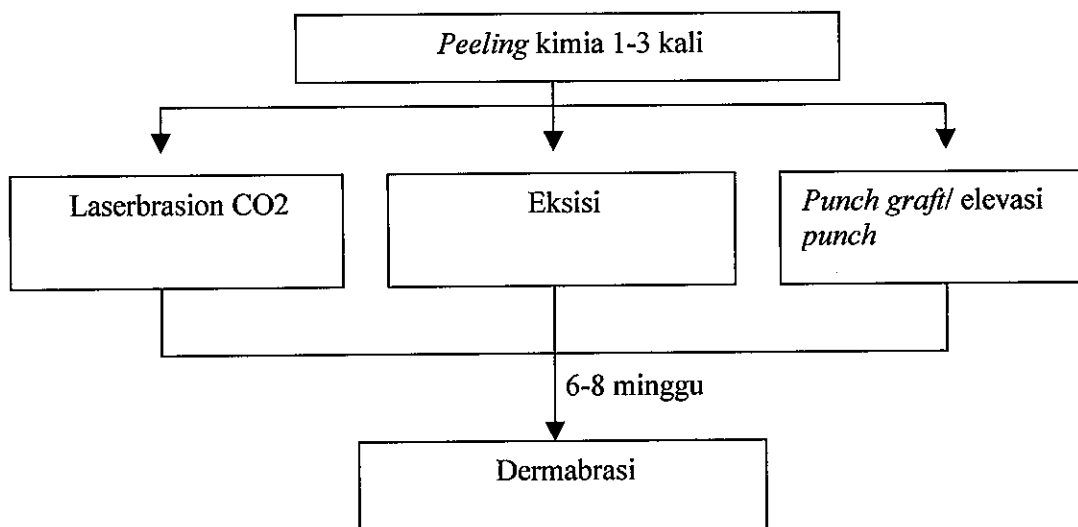 Peeling kimia 1-3 kali
Laserbrasion CO2
Eksisi
Punch graft/ elevasi
punch
6-8 minggu
Dermabrasi